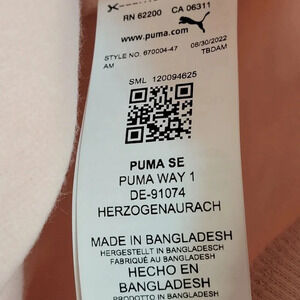 RN 62200 CA 06311
www.puma.com
STYLE NO. 670004-47 08/30/2022
AM TBDAM
SML 120094625
PUMA SE
PUMA WAY 1
DE-91074
HERZOGENAURACH
MADE IN BANGLADESH
HERGESTELLT IN BANGLADESCH
FABRIQUÉ AU BANGLADESH
HECHO EN
BANGLADESH
PRODOTTO IN BANGLADESH